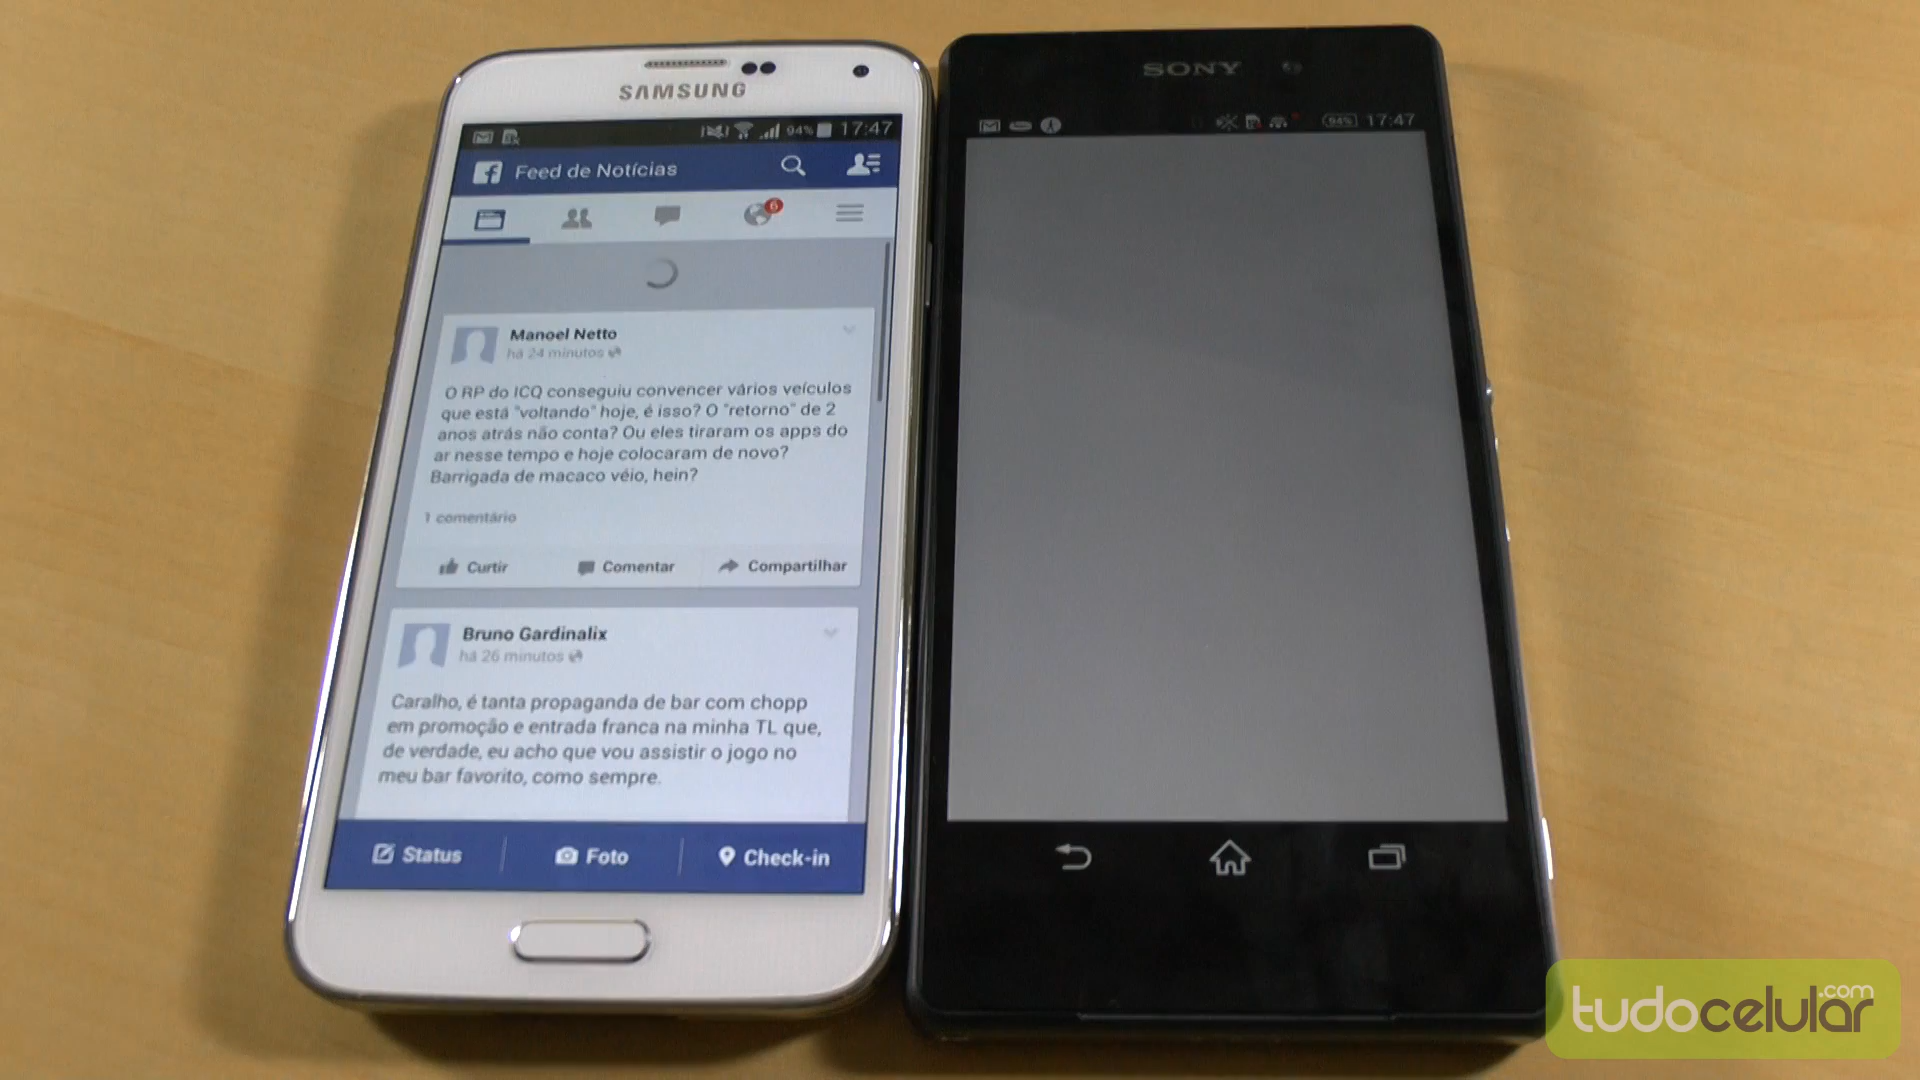 SAMSUNG
94% 17:47
Feed de Notícias
6
Manoel Netto
há 24 minutos
O RP do ICQ conseguiu convencer vários veículos
que está "voltando" hoje, é isso? O "retorno" de 2
anos atrás não conta? Ou eles tiraram os apps do
ar nesse tempo e hoje colocaram de novo?
Barrigada de macaco véio, hein?
1 comentário
Curtir Comentar Compartilhar
Bruno Gardinalix
há 26 minutos
Caralho, é tanta propaganda de bar com chopp
em promoção e entrada franca na minha TL que,
de verdade, eu acho que vou assistir o jogo no
meu bar favorito, como sempre.
Status Foto Check-in
SONY
94% 17:47
tudocelular.com